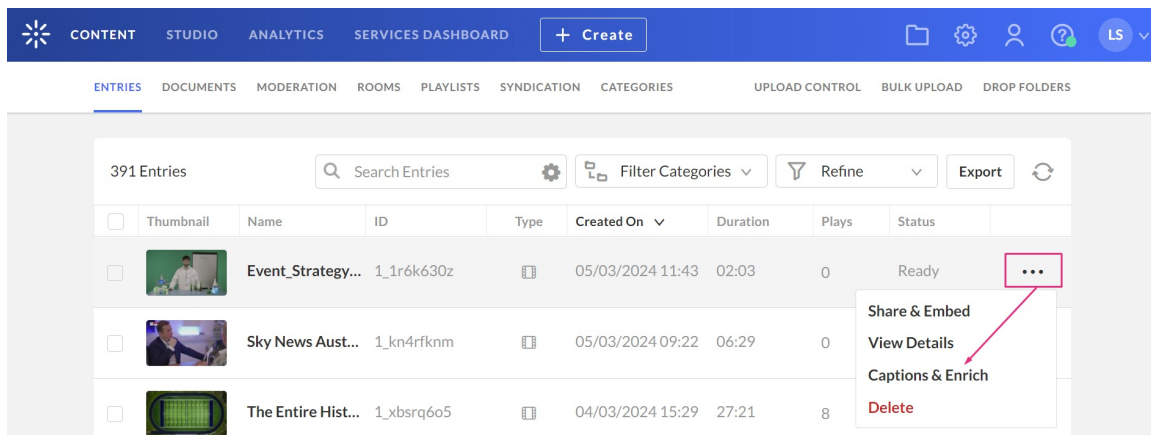 CONTENT STUDIO ANALYTICS SERVICES DASHBOARD + Create LS
ENTRIES DOCUMENTS MODERATION ROOMS PLAYLISTS SYNDICATION CATEGORIES UPLOAD CONTROL BULK UPLOAD DROP FOLDERS
391 Entries Search Entries Filter Categories Refine Export
Thumbnail Name ID Type Created On Duration Plays Status
Event_Strategy... 1_1r6k630z 05/03/2024 11:43 02:03 0 Ready
Share & Embed
Sky News Aust... 1_kn4rfknm 05/03/2024 09:22 06:29 0
View Details
Captions & Enrich
The Entire Hist... 1_xbsrq6o5 04/03/2024 15:29 27:21 8
Delete